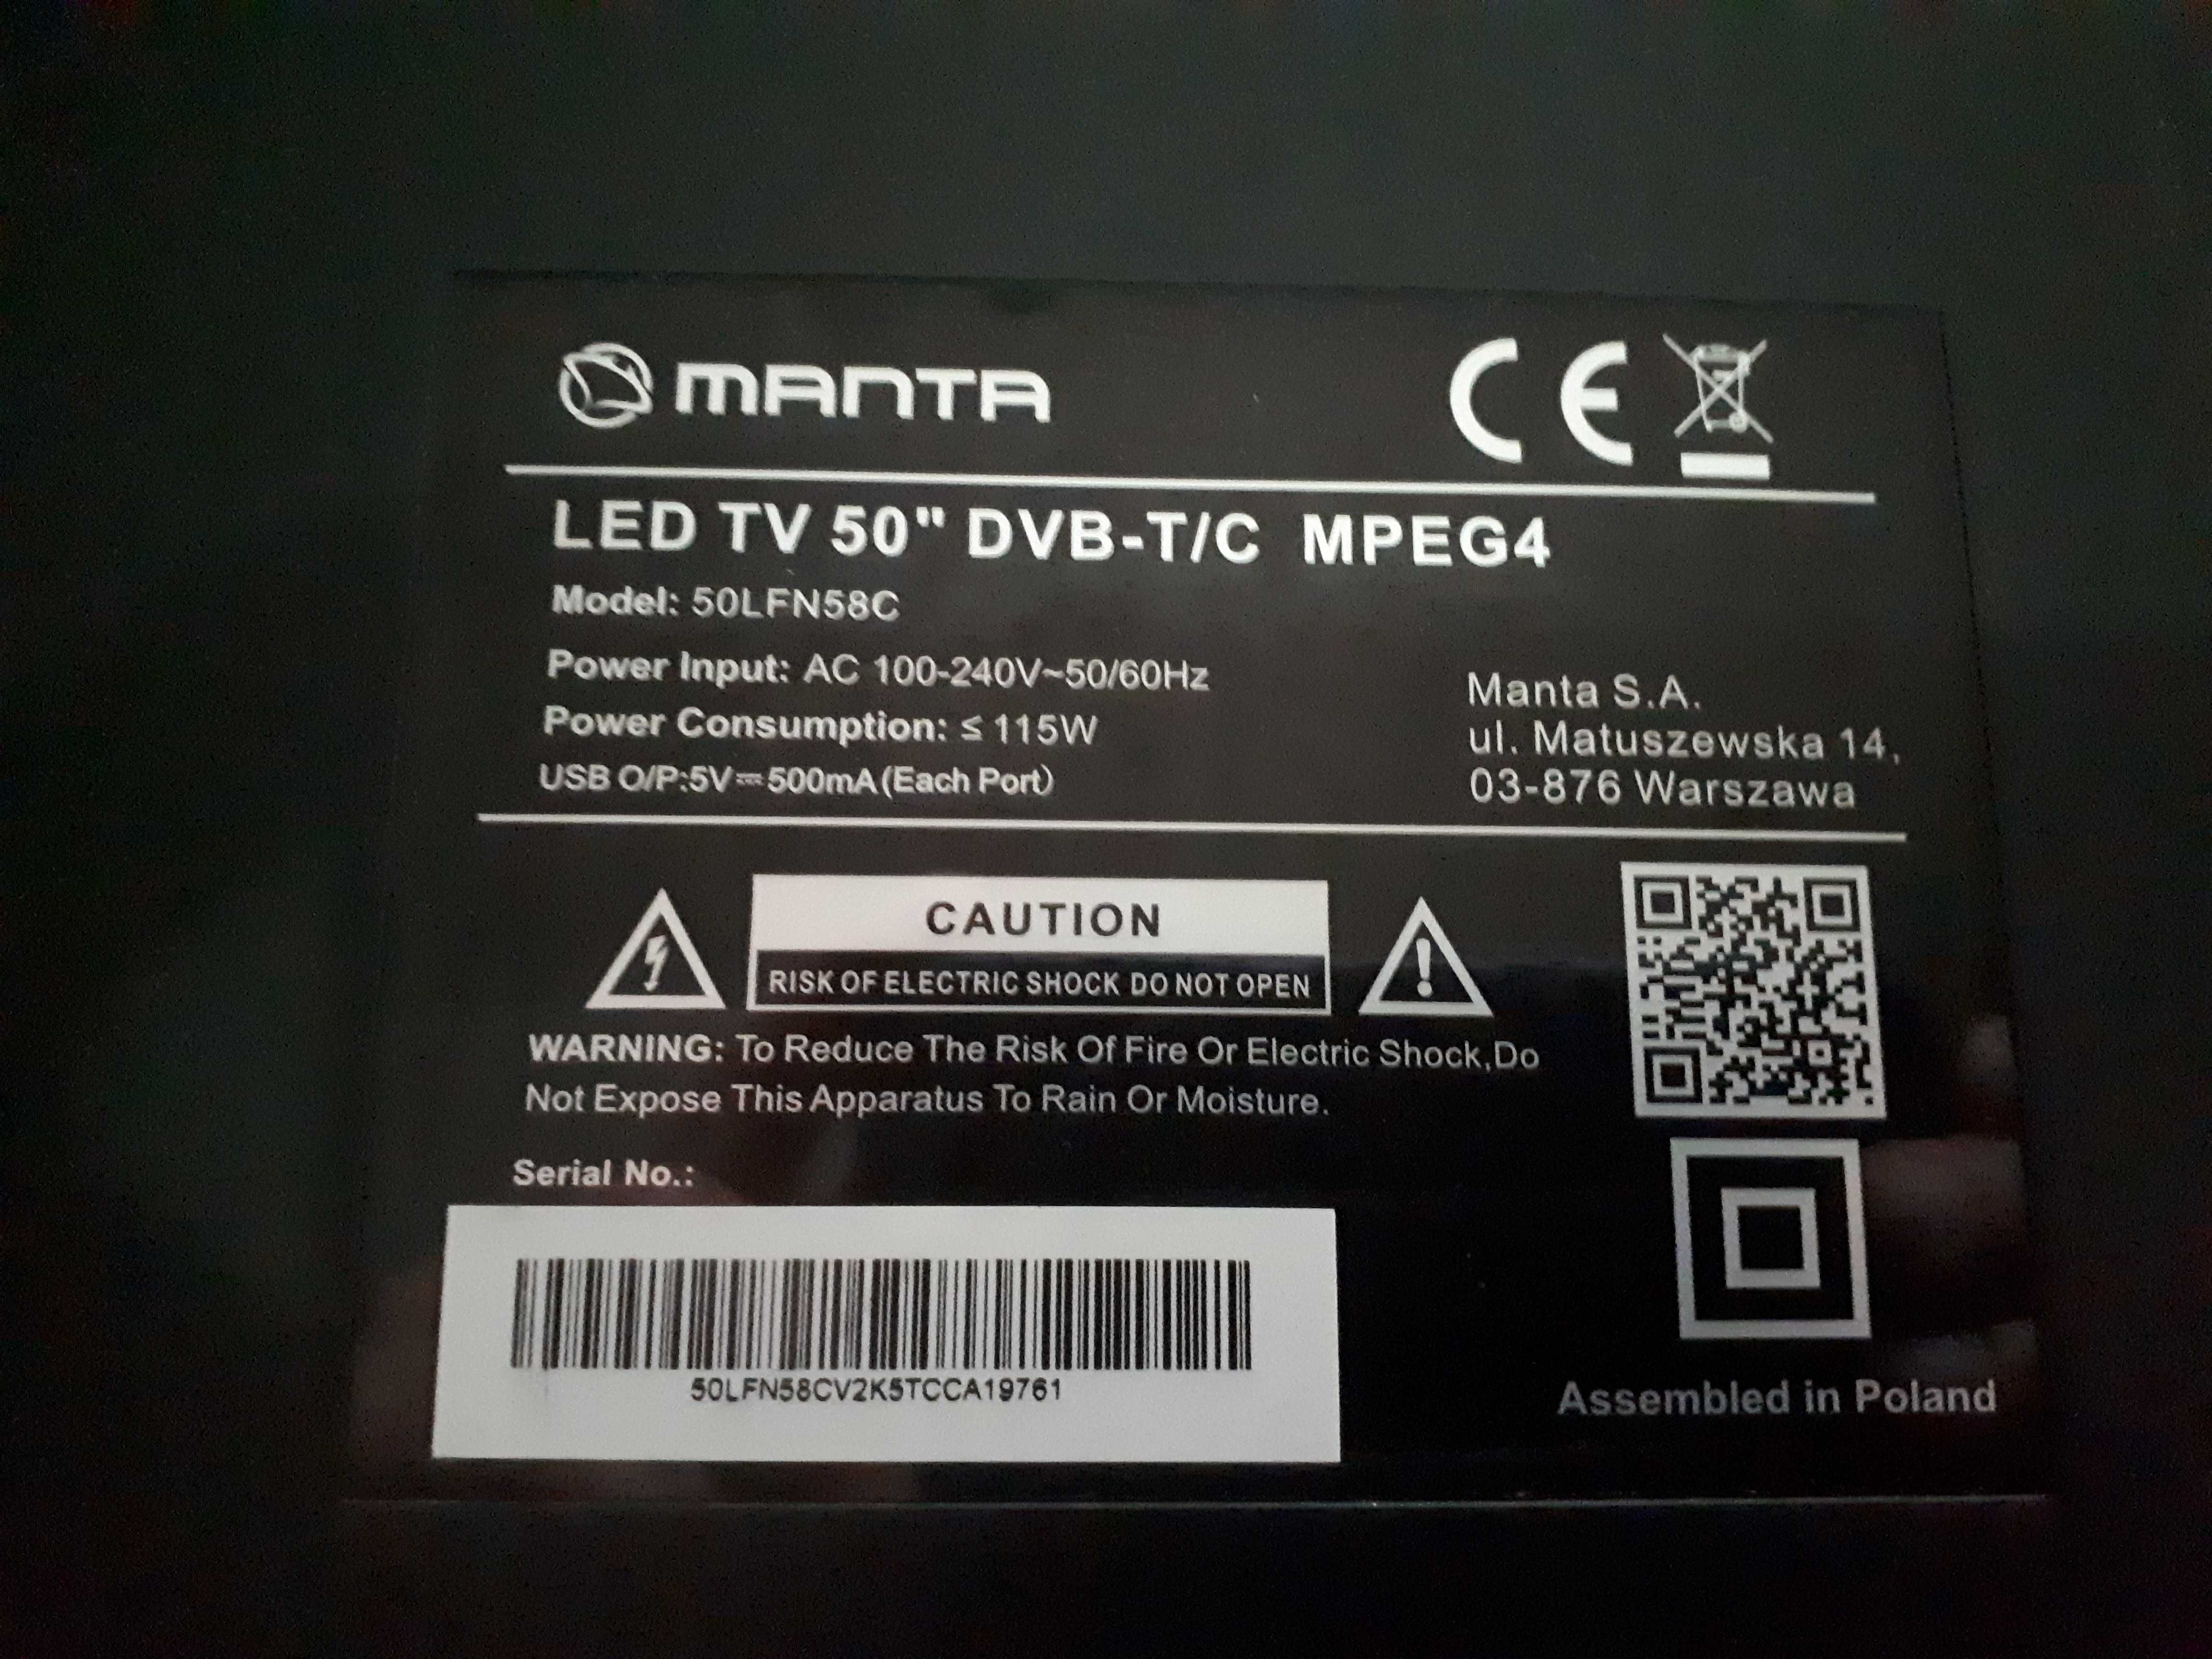 MANTA
CE
LED TV 50" DVB-T/C MPEG4
Model: 50LFN58C
Power Input: AC 100-240V~50/60Hz
Power Consumption: ≤ 115W
USB O/P:5V⎓500mA(Each Port)
Manta S.A.
ul. Matuszewska 14,
03-876 Warszawa
CAUTION
RISK OF ELECTRIC SHOCK DO NOT OPEN
WARNING: To Reduce The Risk Of Fire Or Electric Shock,Do
Not Expose This Apparatus To Rain Or Moisture.
Serial No.:
50LFN58CV2K5TCCA19761
Assembled in Poland